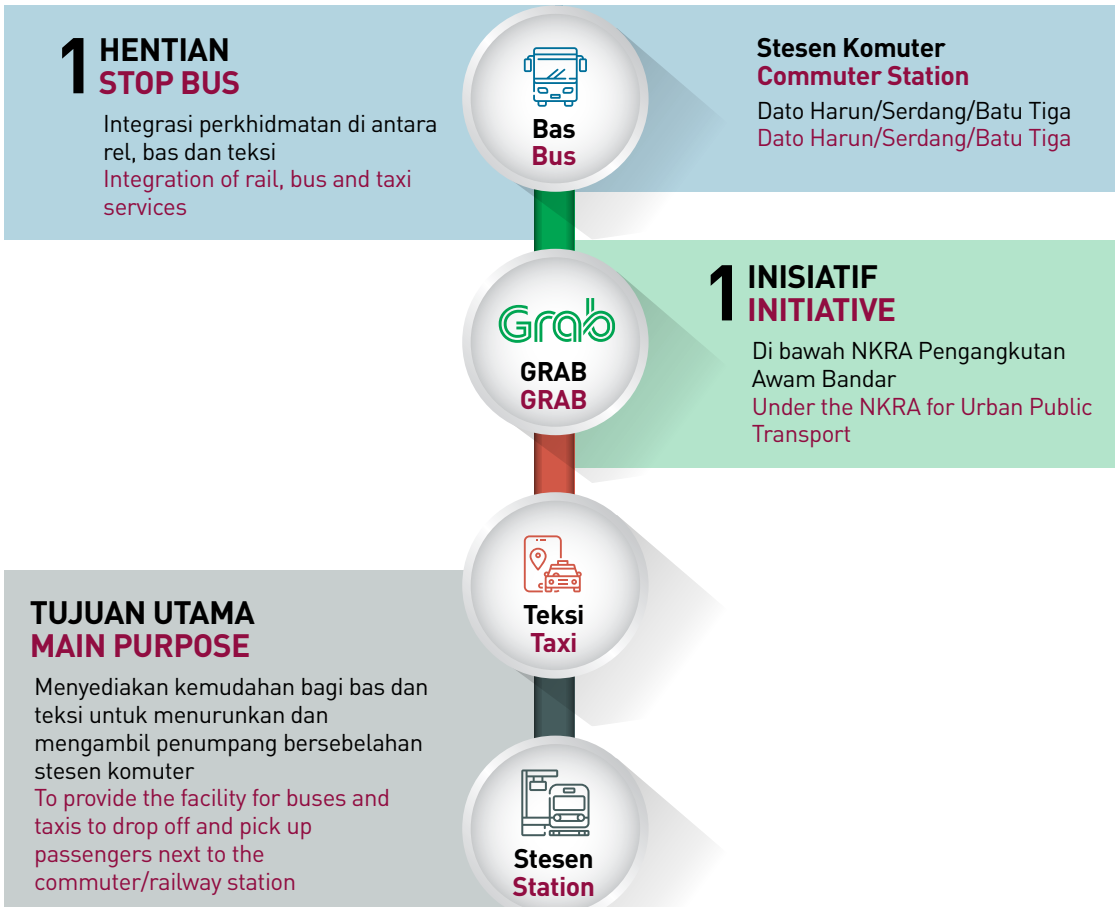 1 HENTIAN
STOP BUS
Integrasi perkhidmatan di antara
rel, bas dan teksi
Integration of rail, bus and taxi
services
Bas
Bus
Stesen Komuter
Commuter Station
Dato Harun/Serdang/Batu Tiga
Dato Harun/Serdang/Batu Tiga
Grab
GRAB
GRAB
1 INISIATIF
INITIATIVE
Di bawah NKRA Pengangkutan
Awam Bandar
Under the NKRA for Urban Public
Transport
Teksi
Taxi
TUJUAN UTAMA
MAIN PURPOSE
Menyediakan kemudahan bagi bas dan
teksi untuk menurunkan dan
mengambil penumpang bersebelahan
stesen komuter
To provide the facility for buses and
taxis to drop off and pick up
passengers next to the
commuter/railway station
Stesen
Station